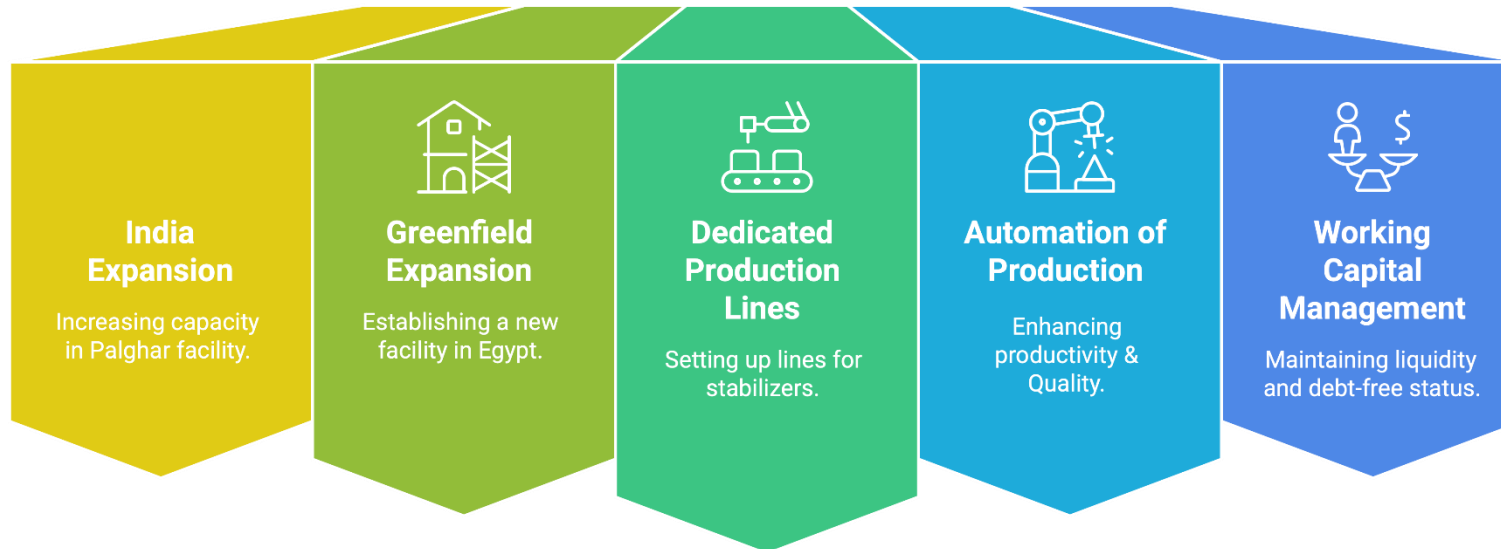 India
Expansion
Increasing capacity
in Palghar facility.
Greenfield
Expansion
Establishing a new
facility in Egypt.
Dedicated
Production
Lines
Setting up lines for
stabilizers.
Automation of
Production
Enhancing
productivity &
Quality.
$
Working
Capital
Management
Maintaining liquidity
and debt-free status.